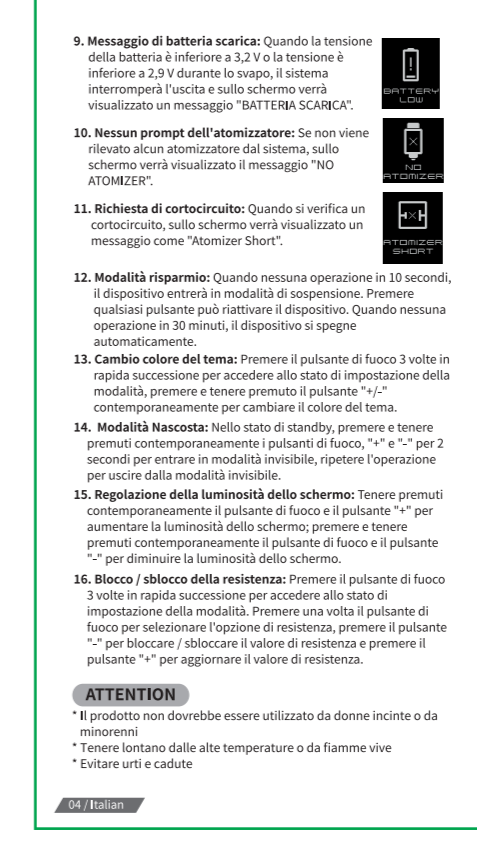 9. Messaggio di batteria scarica: Quando la tensione
della batteria è inferiore a 3,2 V o la tensione è
inferiore a 2,9 V durante lo svapo, il sistema
interromperà l'uscita e sullo schermo verrà
visualizzato un messaggio "BATTERIA SCARICA".
BATTERY
LOW
10. Nessun prompt dell'atomizzatore: Se non viene
rilevato alcun atomizzatore dal sistema, sullo
schermo verrà visualizzato il messaggio "NO
ATOMIZER".
NO
ATOMIZER
11. Richiesta di cortocircuito: Quando si verifica un
cortocircuito, sullo schermo verrà visualizzato un
messaggio come "Atomizer Short".
ATOMIZER
SHORT
12. Modalità risparmio: Quando nessuna operazione in 10 secondi,
il dispositivo entrerà in modalità di sospensione. Premere
qualsiasi pulsante può riattivare il dispositivo. Quando nessuna
operazione in 30 minuti, il dispositivo si spegne
automaticamente.
13. Cambio colore del tema: Premere il pulsante di fuoco 3 volte in
rapida successione per accedere allo stato di impostazione della
modalità, premere e tenere premuto il pulsante "+/-"
contemporaneamente per cambiare il colore del tema.
14. Modalità Nascosta: Nello stato di standby, premere e tenere
premuti contemporaneamente i pulsanti di fuoco, "+" e "-" per 2
secondi per entrare in modalità invisibile, ripetere l'operazione
per uscire dalla modalità invisibile.
15. Regolazione della luminosità dello schermo: Tenere premuti
contemporaneamente il pulsante di fuoco e il pulsante "+" per
aumentare la luminosità dello schermo; premere e tenere
premuti contemporaneamente il pulsante di fuoco e il pulsante
"-" per diminuire la luminosità dello schermo.
16. Blocco / sblocco della resistenza: Premere il pulsante di fuoco
3 volte in rapida successione per accedere allo stato di
impostazione della modalità. Premere una volta il pulsante di
fuoco per selezionare l'opzione di resistenza, premere il pulsante
"-" per bloccare / sbloccare il valore di resistenza e premere il
pulsante "+" per aggiornare il valore di resistenza.
ATTENTION
* Il prodotto non dovrebbe essere utilizzato da donne incinte o da
minorenni
* Tenere lontano dalle alte temperature o da fiamme vive
* Evitare urti e cadute
04 / Italian